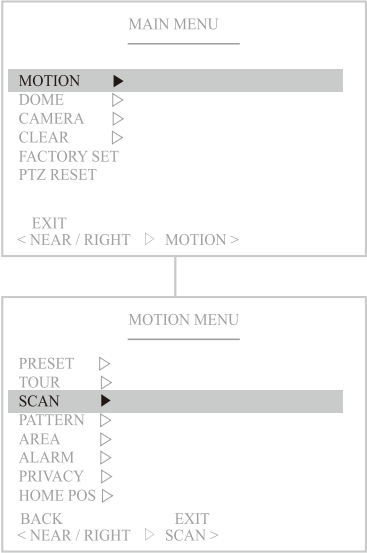 MAIN MENU
MOTION ▶
DOME ▷
CAMERA ▷
CLEAR ▷
FACTORY SET
PTZ RESET
EXIT
< NEAR / RIGHT ▷ MOTION >
MOTION MENU
PRESET ▷
TOUR ▷
SCAN ▶
PATTERN ▷
AREA ▷
ALARM ▷
PRIVACY ▷
HOME POS ▷
BACK EXIT
< NEAR / RIGHT ▷ SCAN >